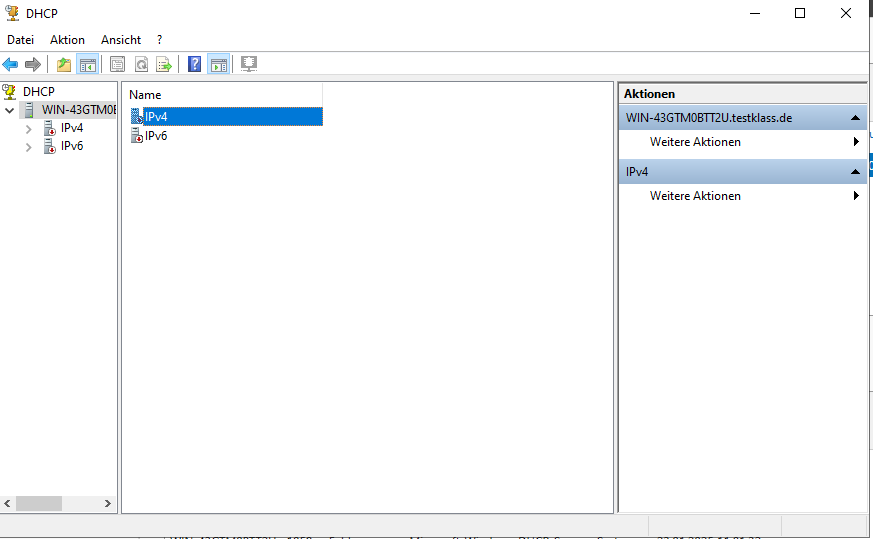 DHCP
Datei Aktion Ansicht ?
DHCP
WIN-43GTM0B
IPv4
IPv6
Name
IPv4
IPv6
Aktionen
WIN-43GTM0BTT2U.testklass.de
Weitere Aktionen
IPv4
Weitere Aktionen